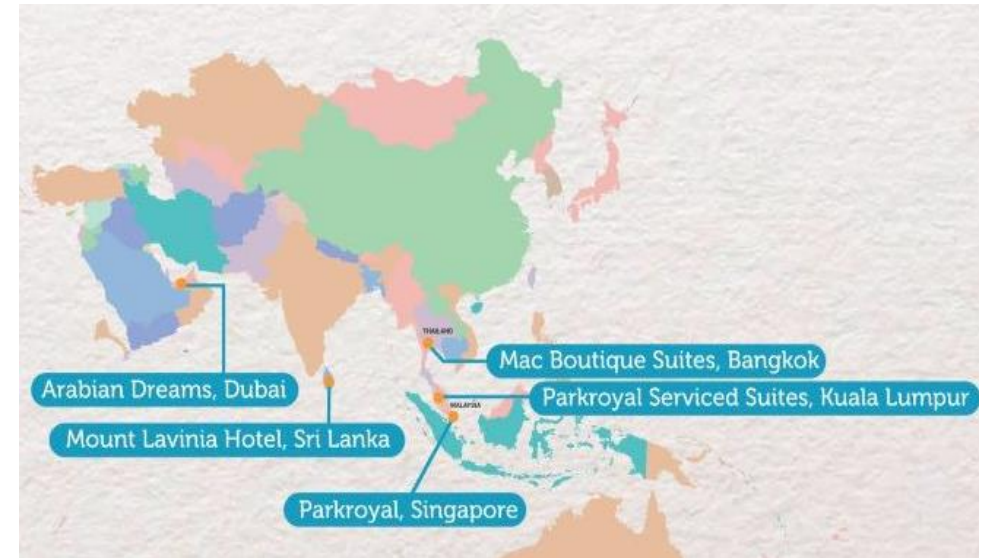 THAILAND
Mac Boutique Suites, Bangkok
Arabian Dreams, Dubai
Parkroyal Serviced Suites, Kuala Lumpur
MALAYSIA
Mount Lavinia Hotel, Sri Lanka
Parkroyal, Singapore